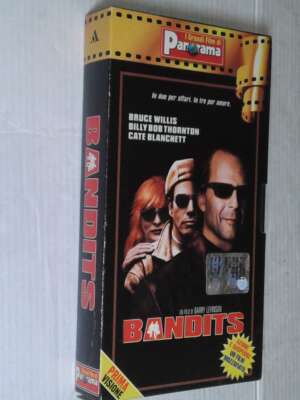 I Grandi Film di
Panorama
In due per affari. In tre per amore.
BRUCE WILLIS
BILLY BOB THORNTON
CATE BLANCHETT
UN FILM DI BARRY LEVINSON
BANDITS
BANDITS
Panorama
PRIMA
VISIONE